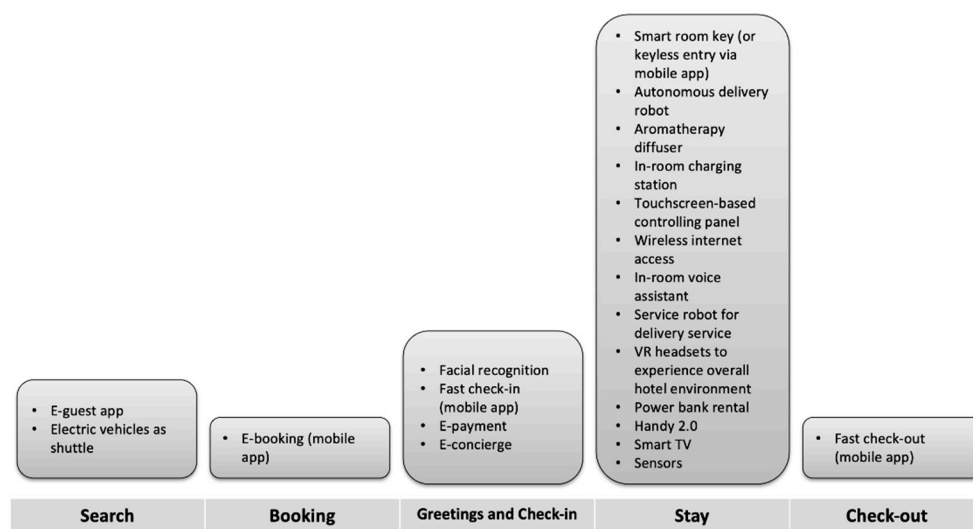 • E-guest app
• Electric vehicles as
shuttle
• E-booking (mobile
app)
• Facial recognition
• Fast check-in
(mobile app)
• E-payment
• E-concierge
• Smart room key (or
keyless entry via
mobile app)
• Autonomous delivery
robot
• Aromatherapy
diffuser
• In-room charging
station
• Touchscreen-based
controlling panel
• Wireless internet
access
• In-room voice
assistant
• Service robot for
delivery service
• VR headsets to
experience overall
hotel environment
• Power bank rental
• Handy 2.0
• Smart TV
• Sensors
• Fast check-out
(mobile app)
Search
Booking
Greetings and Check-in
Stay
Check-out